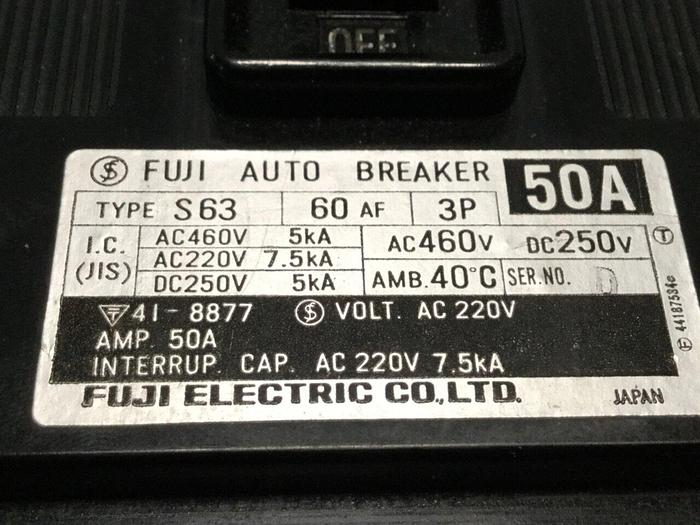 OFF
FUJI AUTO BREAKER 50A
TYPE S63 60 AF 3P
I.C. (JIS)
AC460V 5kA
AC220V 7.5kA
DC250V 5kA
AC460V DC250V
AMB.40°C SER.NO. D
T
41-8877 VOLT. AC 220V
AMP. 50A
INTERRUP. CAP. AC 220V 7.5kA
FUJI ELECTRIC CO.,LTD.
JAPAN
F 44187534c